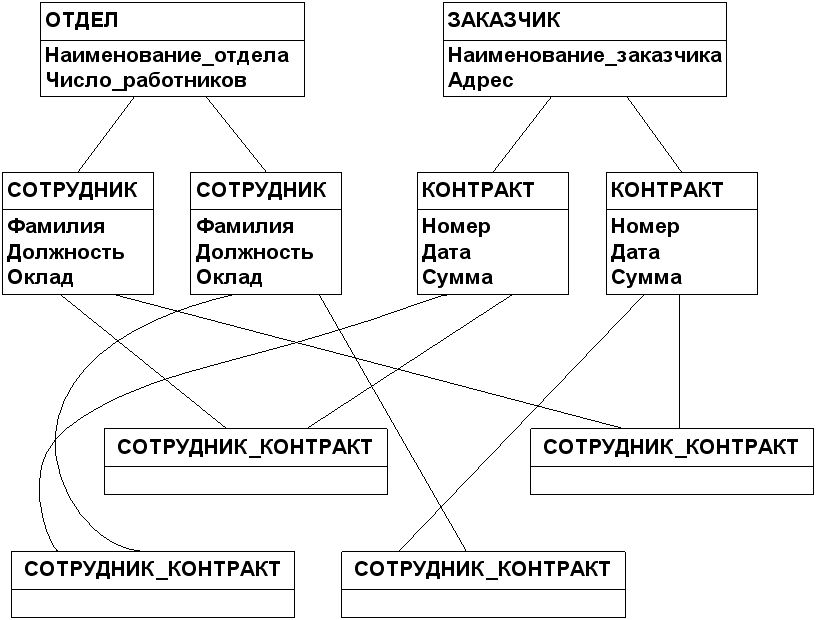 ОТДЕЛ
Наименование_отдела
Число_работников
ЗАКАЗЧИК
Наименование_заказчика
Адрес
СОТРУДНИК
Фамилия
Должность
Оклад
СОТРУДНИК
Фамилия
Должность
Оклад
КОНТРАКТ
Номер
Дата
Сумма
КОНТРАКТ
Номер
Дата
Сумма
СОТРУДНИК_КОНТРАКТ
СОТРУДНИК_КОНТРАКТ
СОТРУДНИК_КОНТРАКТ
СОТРУДНИК_КОНТРАКТ